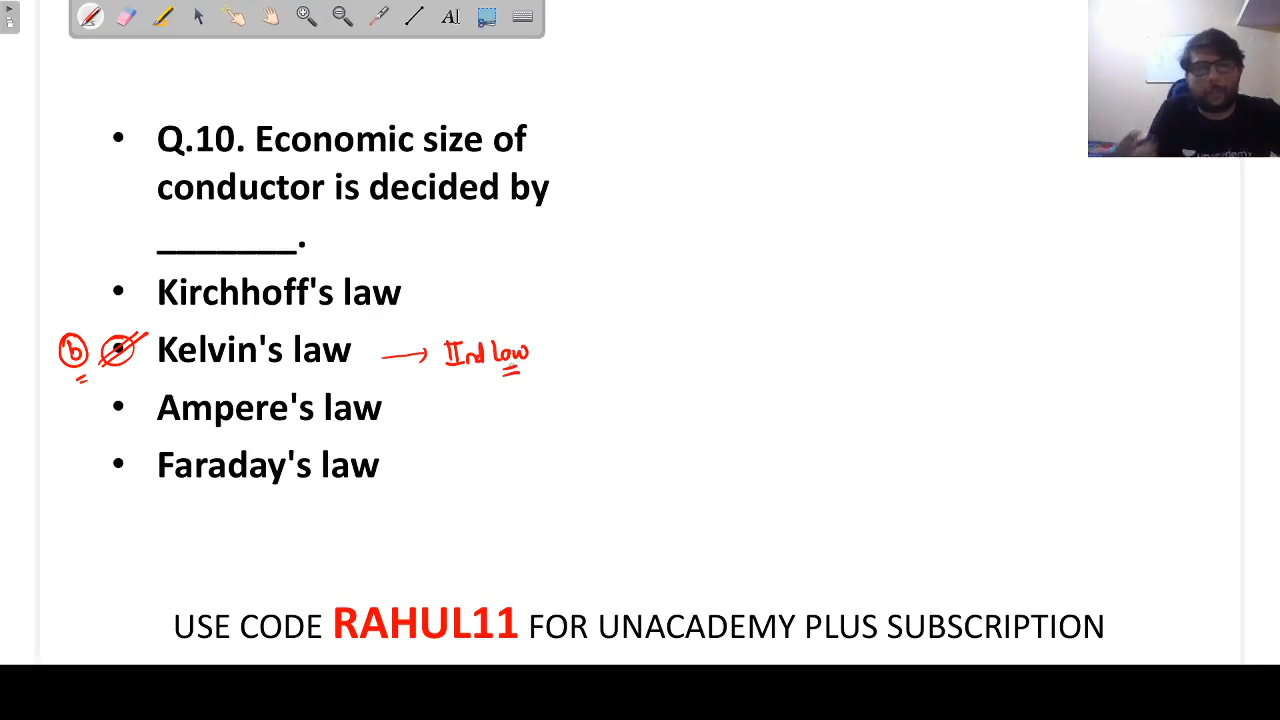 • Q.10. Economic size of
conductor is decided by
_______.
• Kirchhoff's law
b • Kelvin's law → IInd law
• Ampere's law
• Faraday's law
USE CODE RAHUL11 FOR UNACADEMY PLUS SUBSCRIPTION